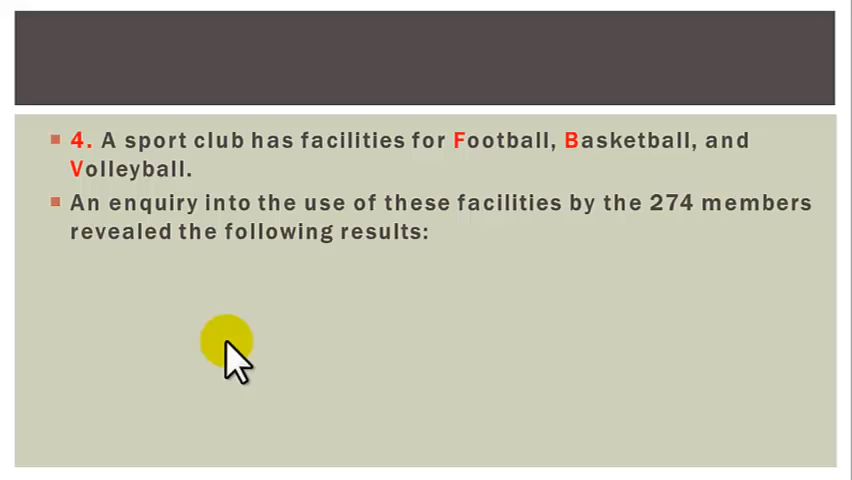 4. A sport club has facilities for Football, Basketball, and
Volleyball.
An enquiry into the use of these facilities by the 274 members
revealed the following results: